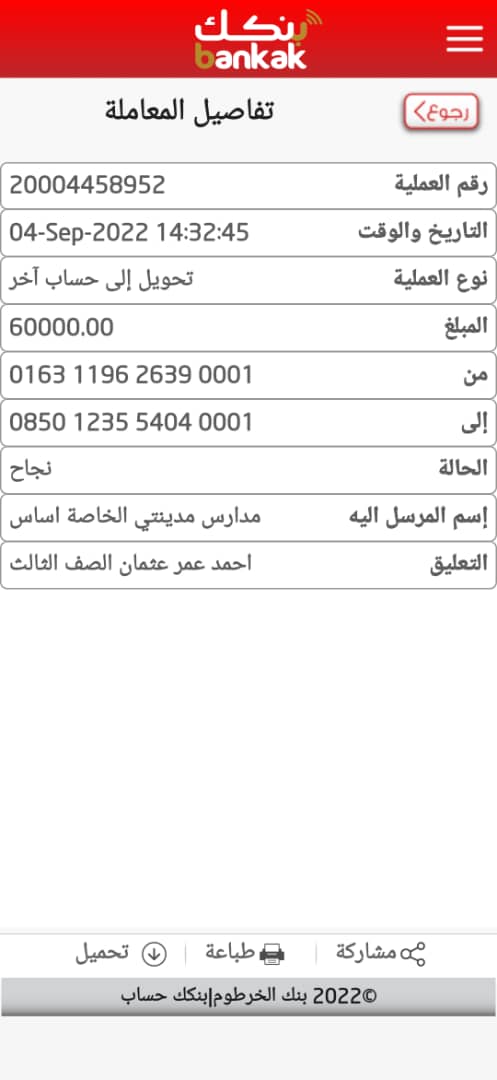 بنكك
bankak
رجوع
تفاصيل المعاملة
رقم العملية 20004458952
التاريخ والوقت 04-Sep-2022 14:32:45
نوع العملية تحويل إلى حساب آخر
المبلغ 60000.00
من 0163 1196 2639 0001
إلى 0850 1235 5404 0001
الحالة نجاح
إسم المرسل اليه مدارس مدينتي الخاصة اساس
التعليق احمد عمر عثمان الصف الثالث
مشاركة طباعة تحميل
©2022 بنك الخرطوم|بنكك حساب